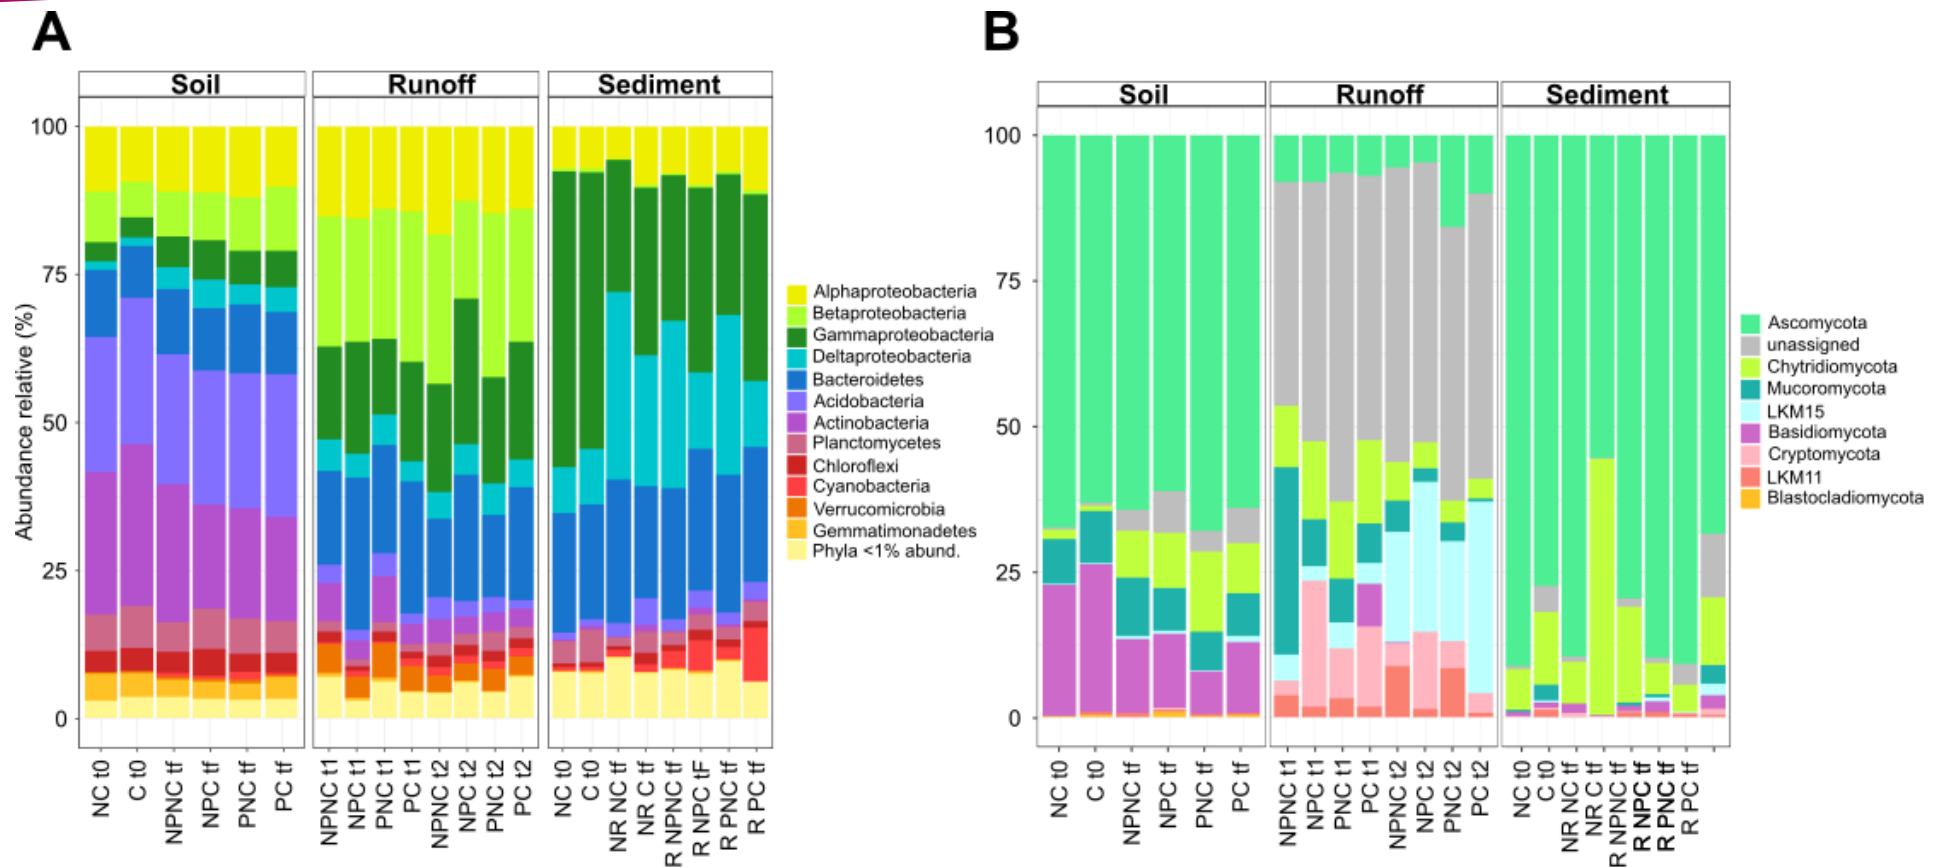 A
Soil
Runoff
Sediment
Abundance relative (%)
100
75
50
25
0
NC t0
C t0
NPNC tf
NPC tf
PNC tf
PC tf
NPNC t1
NPC t1
PNC t1
PC t1
NPNC t2
NPC t2
PNC t2
PC t2
NC t0
C t0
NR NC tf
NR C tf
R NPNC tf
R NPC tF
R PNC tf
R PC tf
Alphaproteobacteria
Betaproteobacteria
Gammaproteobacteria
Deltaproteobacteria
Bacteroidetes
Acidobacteria
Actinobacteria
Planctomycetes
Chloroflexi
Cyanobacteria
Verrucomicrobia
Gemmatimonadetes
Phyla <1% abund.
B
Soil
Runoff
Sediment
100
75
50
25
0
NC t0
C t0
NPNC tf
NPC tf
PNC tf
PC tf
NPNC t1
NPC t1
PNC t1
PC t1
NPNC t2
NPC t2
PNC t2
PC t2
NC t0
C t0
NR NC tf
NR C tf
R NPNC tf
R NPC tf
R PNC tf
R PC tf
Ascomycota
unassigned
Chytridiomycota
Mucoromycota
LKM15
Basidiomycota
Cryptomycota
LKM11
Blastocladiomycota